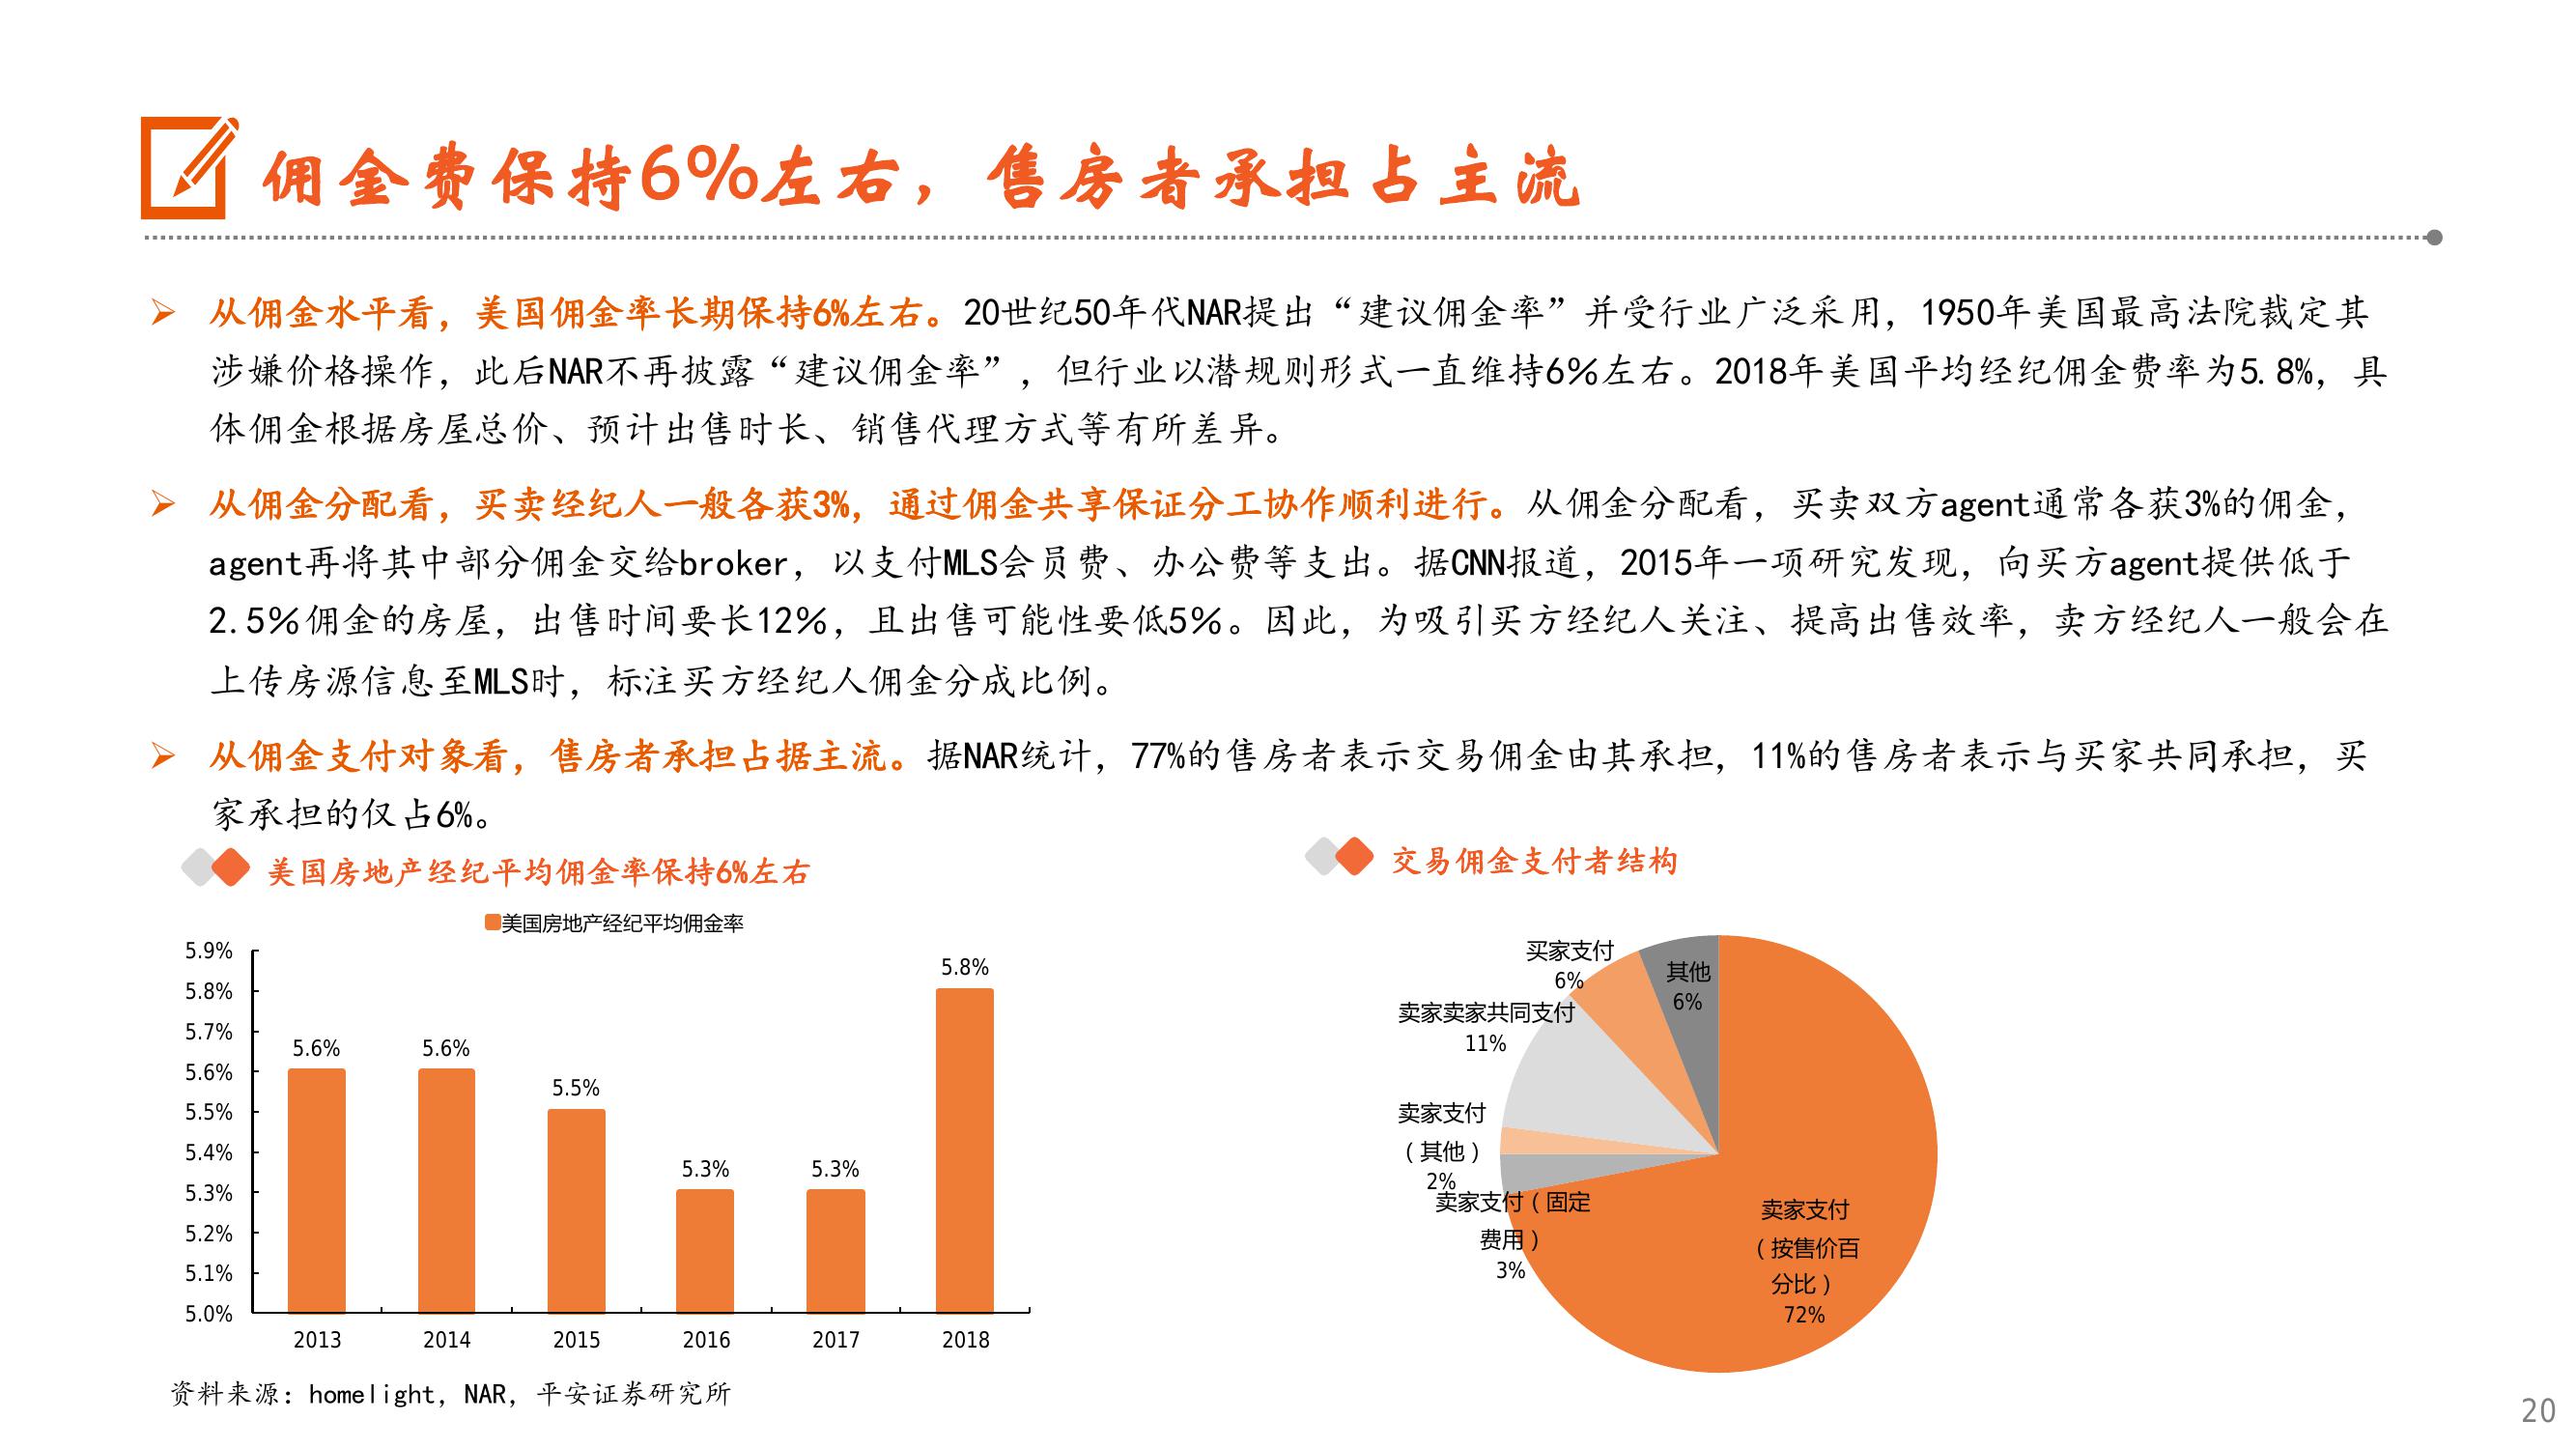 佣金费保持6%左右，售房者承担占主流
从佣金水平看，美国佣金率长期保持6%左右。20世纪50年代NAR提出“建议佣金率”并受行业广泛采用，1950年美国最高法院裁定其
涉嫌价格操作，此后NAR不再披露“建议佣金率”，但行业以潜规则形式一直维持6%左右。2018年美国平均经纪佣金费率为5.8%，具
体佣金根据房屋总价、预计出售时长、销售代理方式等有所差异。
从佣金分配看，买卖经纪人一般各获3%，通过佣金共享保证分工协作顺利进行。从佣金分配看，买卖双方agent通常各获3%的佣金，
agent再将其中部分佣金交给broker，以支付MLS会员费、办公费等支出。据CNN报道，2015年一项研究发现，向买方agent提供低于
2.5%佣金的房屋，出售时间要长12%，且出售可能性要低5%。因此，为吸引买方经纪人关注、提高出售效率，卖方经纪人一般会在
上传房源信息至MLS时，标注买方经纪人佣金分成比例。
从佣金支付对象看，售房者承担占据主流。据NAR统计，77%的售房者表示交易佣金由其承担，11%的售房者表示与买家共同承担，买
家承担的仅占6%。
美国房地产经纪平均佣金率保持6%左右
美国房地产经纪平均佣金率
5.9%
5.8%
5.7%
5.6%
5.5%
5.4%
5.3%
5.2%
5.1%
5.0%
5.6%
5.6%
5.5%
5.3%
5.3%
5.8%
2013
2014
2015
2016
2017
2018
交易佣金支付者结构
买家支付
6%
其他
6%
卖家卖家共同支付
11%
卖家支付
（其他）
2%
卖家支付（固定
费用）
3%
卖家支付
（按售价百
分比）
72%
资料来源：homelight，NAR，平安证券研究所
20